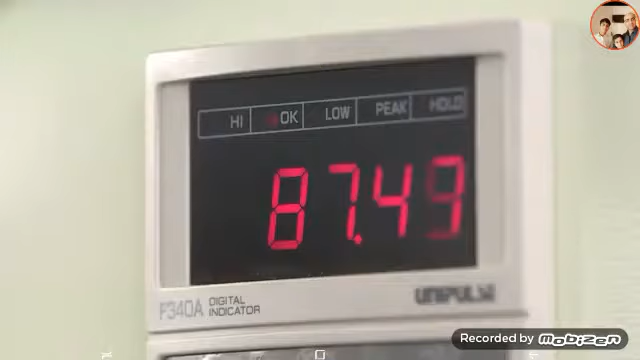 HI OK LOW PEAK HOLD
87.49
F340A DIGITAL INDICATOR
UNIPULSE
Recorded by Mobizen